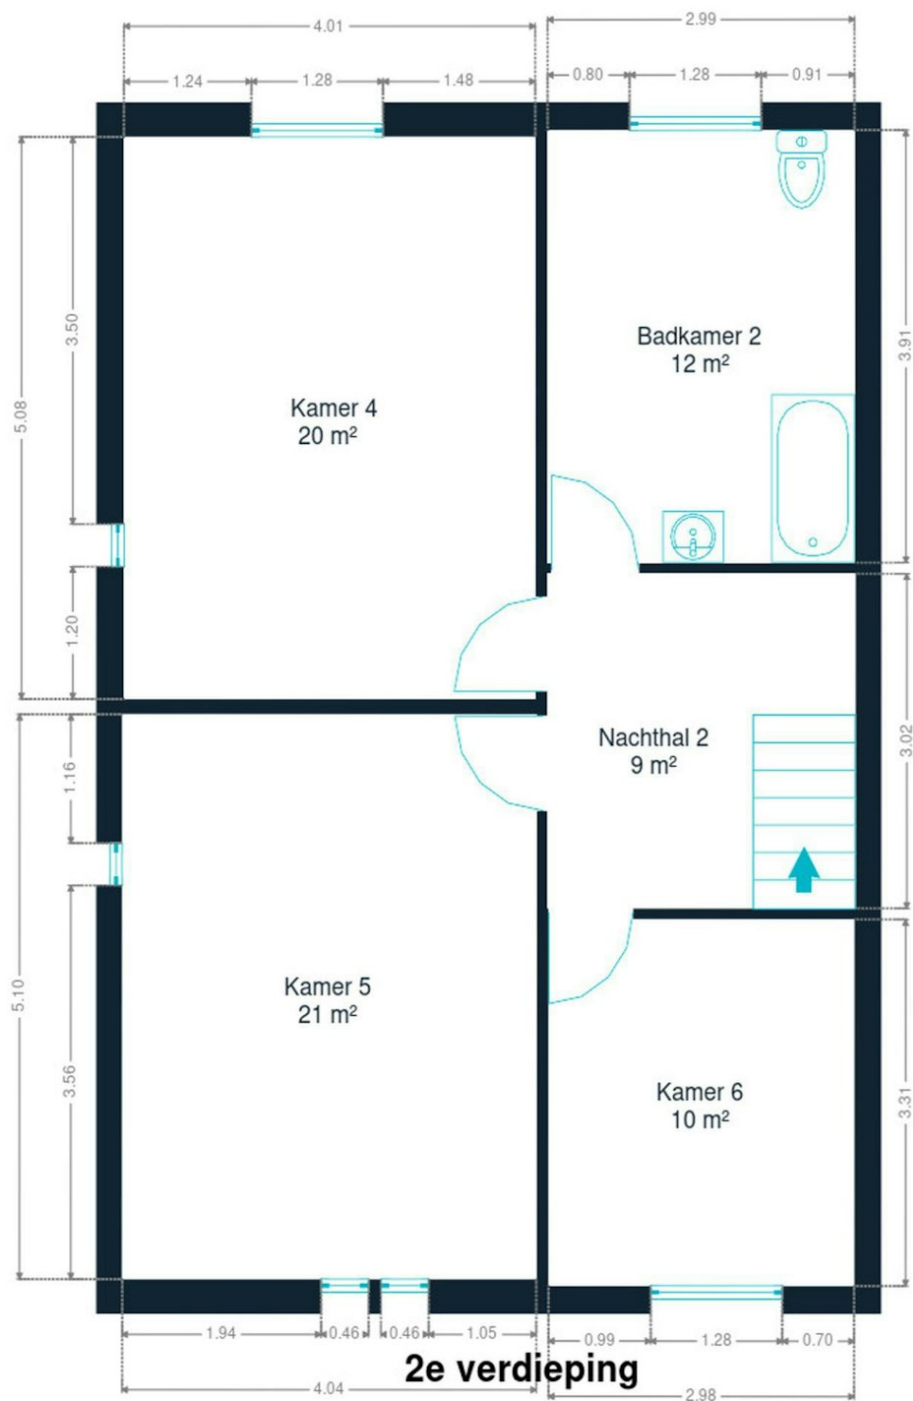 4.01
2.99
1.24
1.28
1.48
0.80
1.28
0.91
3.50
5.08
3.91
Badkamer 2
12 m²
Kamer 4
20 m²
1.20
3.02
Nachthal 2
9 m²
1.16
5.10
3.56
Kamer 5
21 m²
Kamer 6
10 m²
3.31
1.94
0.46
0.46
1.05
0.99
1.28
0.70
2e verdieping
4.04
2.98